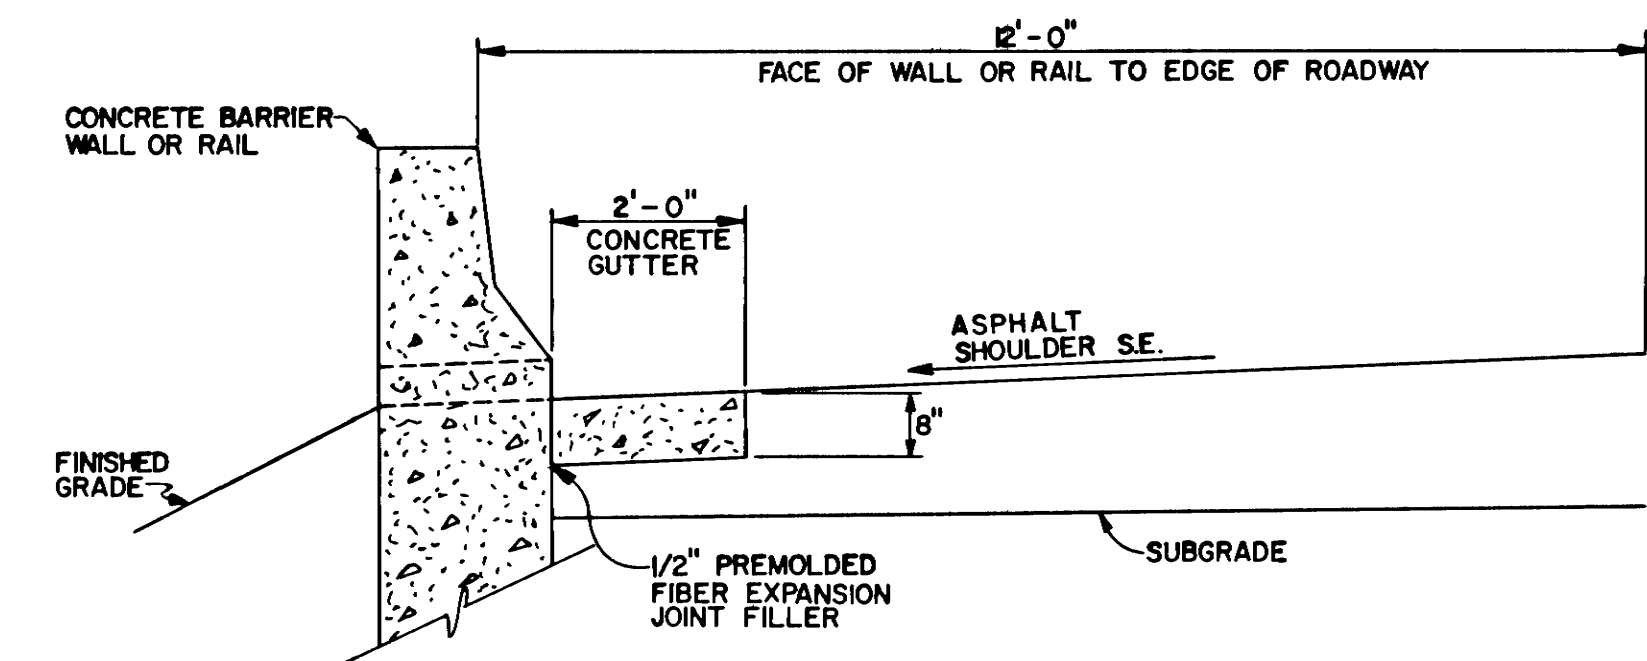 12'-0"
FACE OF WALL OR RAIL TO EDGE OF ROADWAY
CONCRETE BARRIER
WALL OR RAIL
2'-0"
CONCRETE
GUTTER
ASPHALT
SHOULDER S.E.
8"
FINISHED
GRADE
SUBGRADE
1/2" PREMOLDED
FIBER EXPANSION
JOINT FILLER